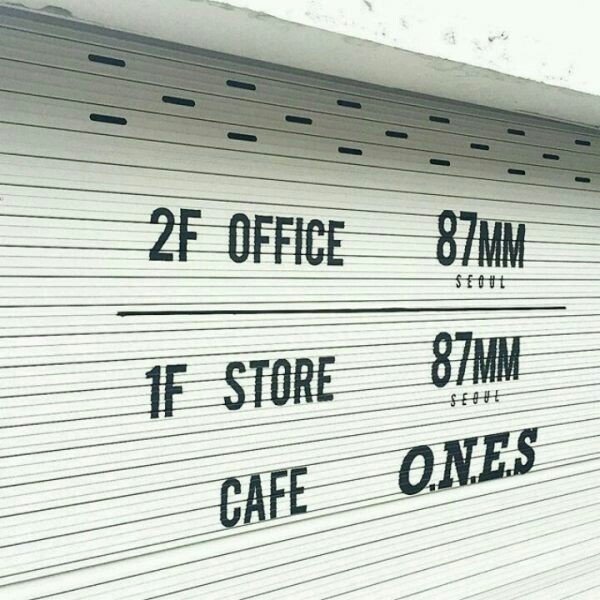 2F OFFICE 87MM
SEOUL
1F STORE 87MM
SEOUL
CAFE O.N.E.S